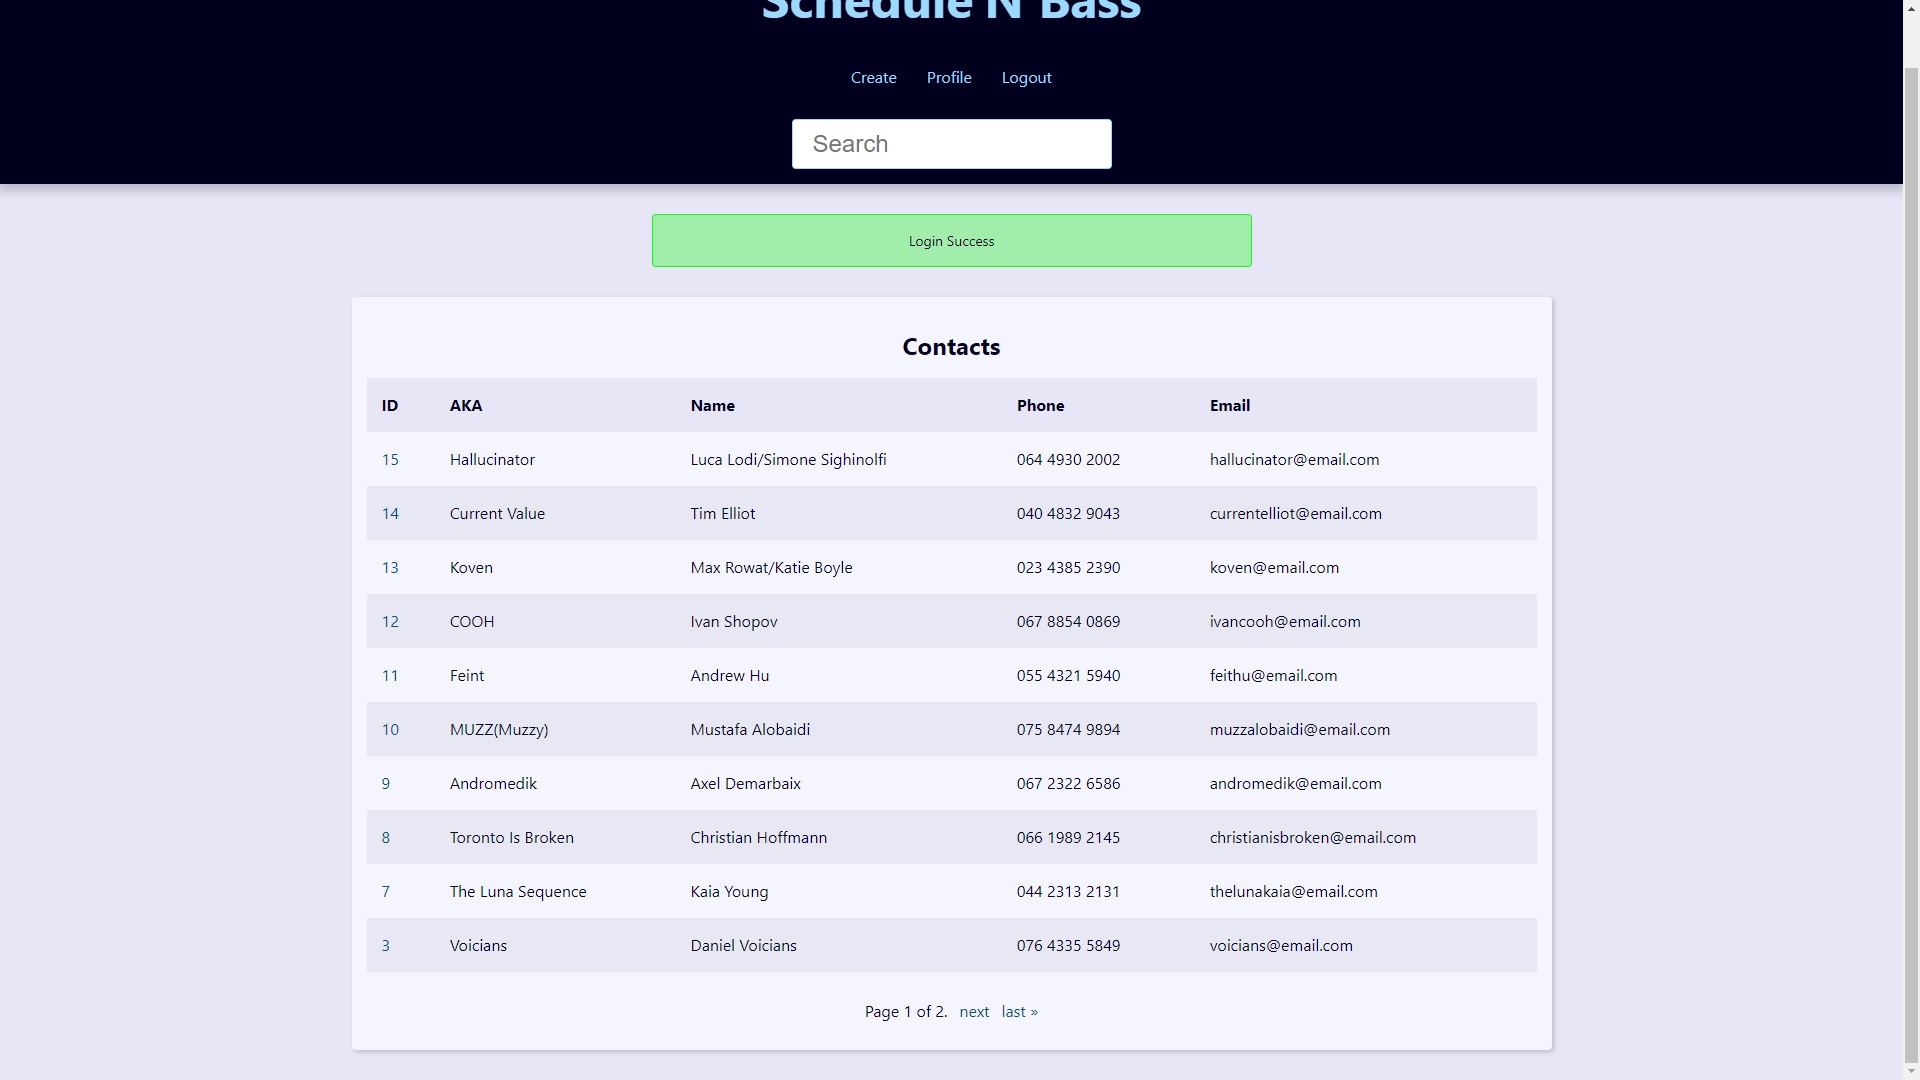 Schedule N' Bass
Create Profile Logout
Search
Login Success
Contacts
ID AKA Name Phone Email
15 Hallucinator Luca Lodi/Simone Sighinolfi 064 4930 2002 hallucinator@email.com
14 Current Value Tim Elliot 040 4832 9043 currentelliot@email.com
13 Koven Max Rowat/Katie Boyle 023 4385 2390 koven@email.com
12 COOH Ivan Shopov 067 8854 0869 ivancooh@email.com
11 Feint Andrew Hu 055 4321 5940 feithu@email.com
10 MUZZ(Muzzy) Mustafa Alobaidi 075 8474 9894 muzzalobaidi@email.com
9 Andromedik Axel Demarbaix 067 2322 6586 andromedik@email.com
8 Toronto Is Broken Christian Hoffmann 066 1989 2145 christianisbroken@email.com
7 The Luna Sequence Kaia Young 044 2313 2131 thelunakaia@email.com
3 Voicians Daniel Voicians 076 4335 5849 voicians@email.com
Page 1 of 2. next last »